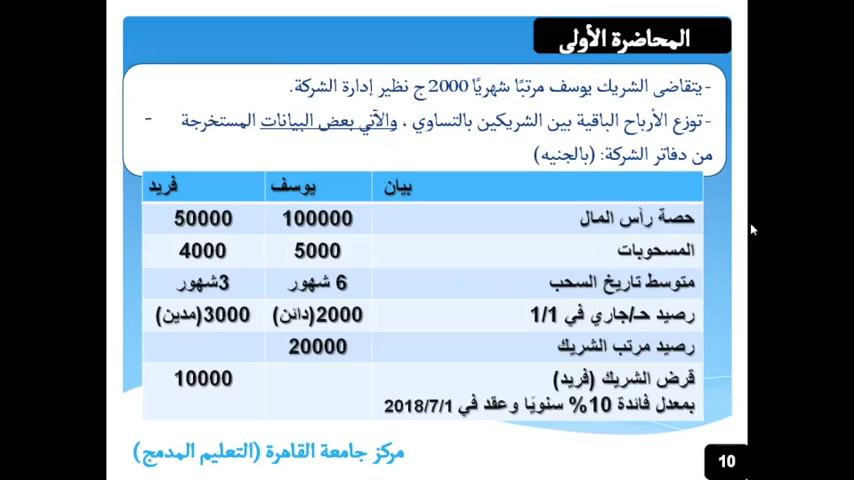 المحاضرة الأولى
-يتقاضى الشريك يوسف مرتبًا شهريًا 2000ج نظير إدارة الشركة.
-توزع الأرباح الباقية بين الشريكين بالتساوي ، والآتي بعض البيانات المستخرجة -
من دفاتر الشركة: (بالجنيه)
بيان يوسف فريد
حصة رأس المال 100000 50000
المسحوبات 5000 4000
متوسط تاريخ السحب 6 شهور 3شهور
رصيد حـ/جاري في 1/1 2000(دائن) 3000(مدين)
رصيد مرتب الشريك 20000
قرض الشريك (فريد) 10000
بمعدل فائدة 10% سنويًا وعقد في 2018/7/1
مركز جامعة القاهرة (التعليم المدمج)
10